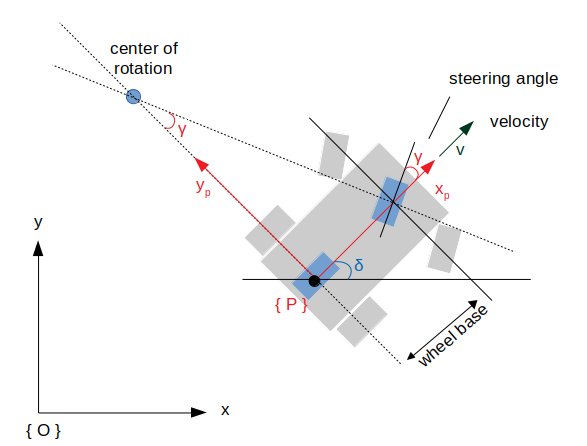 center of
rotation
steering angle
velocity
γ
γ
v
x_p
y_p
y
δ
{ P }
wheel base
x
{ O }